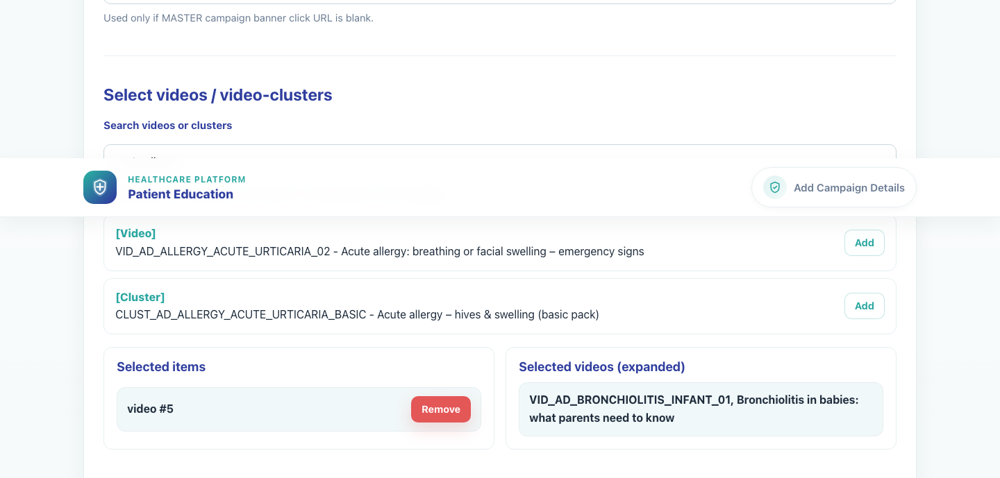 Used only if MASTER campaign banner click URL is blank.
Select videos / video-clusters
Search videos or clusters
HEALTHCARE PLATFORM
Patient Education
Add Campaign Details
[Video]
VID_AD_ALLERGY_ACUTE_URTICARIA_02 - Acute allergy: breathing or facial swelling – emergency signs
Add
[Cluster]
CLUST_AD_ALLERGY_ACUTE_URTICARIA_BASIC - Acute allergy – hives & swelling (basic pack)
Add
Selected items
video #5
Remove
Selected videos (expanded)
VID_AD_BRONCHIOLITIS_INFANT_01, Bronchiolitis in babies:
what parents need to know